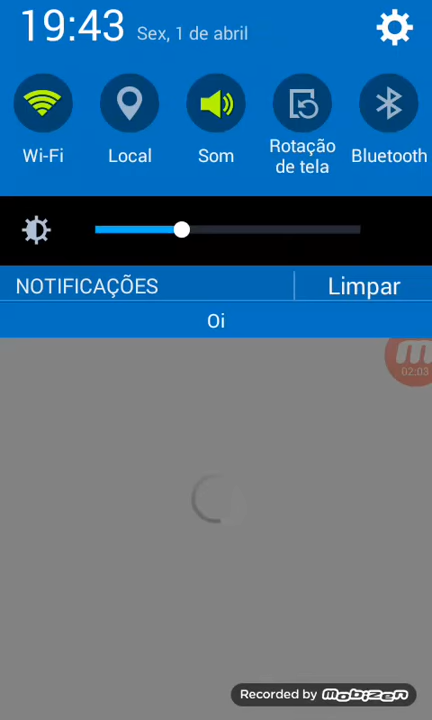 19:43 Sex, 1 de abril
Wi-Fi Local Som Rotação de tela Bluetooth
NOTIFICAÇÕES Limpar
Oi
02:03
Recorded by mobizen